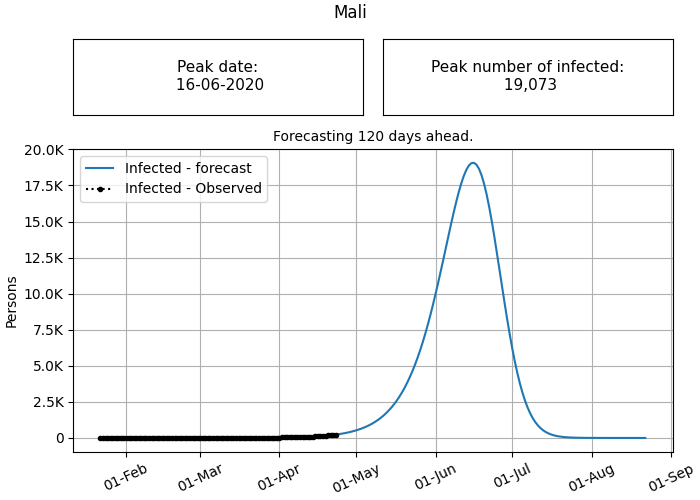 Mali
Peak date:
16-06-2020
Peak number of infected:
19,073
Forecasting 120 days ahead.
20.0K
17.5K
15.0K
12.5K
10.0K
7.5K
5.0K
2.5K
0
Persons
Infected - forecast
Infected - Observed
01-Feb
01-Mar
01-Apr
01-May
01-Jun
01-Jul
01-Aug
01-Sep